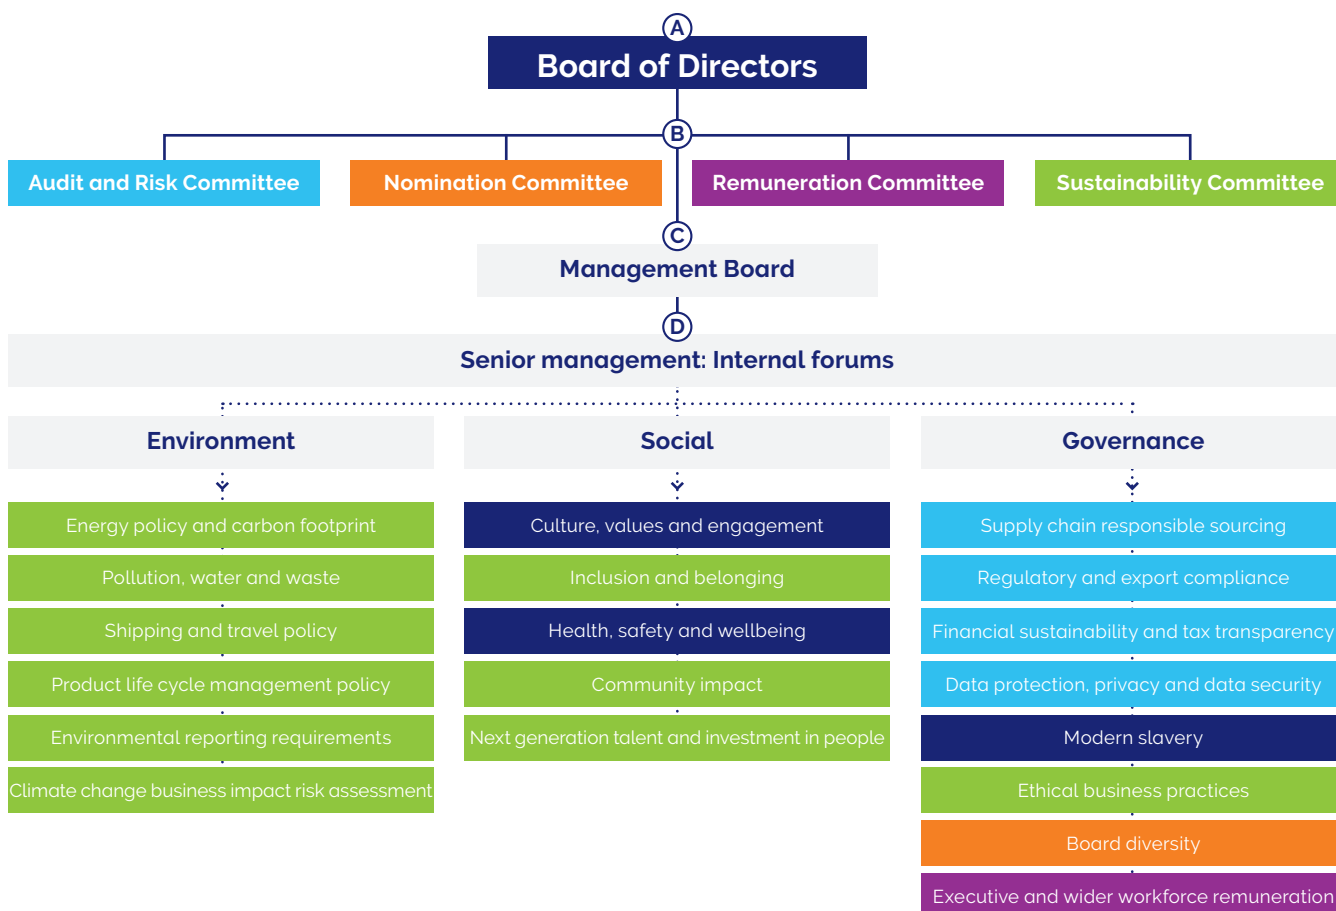 A
Board of Directors
B
Audit and Risk Committee
Nomination Committee
Remuneration Committee
Sustainability Committee
C
Management Board
D
Senior management: Internal forums
Environment
Social
Governance
Energy policy and carbon footprint
Pollution, water and waste
Shipping and travel policy
Product life cycle management policy
Environmental reporting requirements
Climate change business impact risk assessment
Culture, values and engagement
Inclusion and belonging
Health, safety and wellbeing
Community impact
Next generation talent and investment in people
Supply chain responsible sourcing
Regulatory and export compliance
Financial sustainability and tax transparency
Data protection, privacy and data security
Modern slavery
Ethical business practices
Board diversity
Executive and wider workforce remuneration